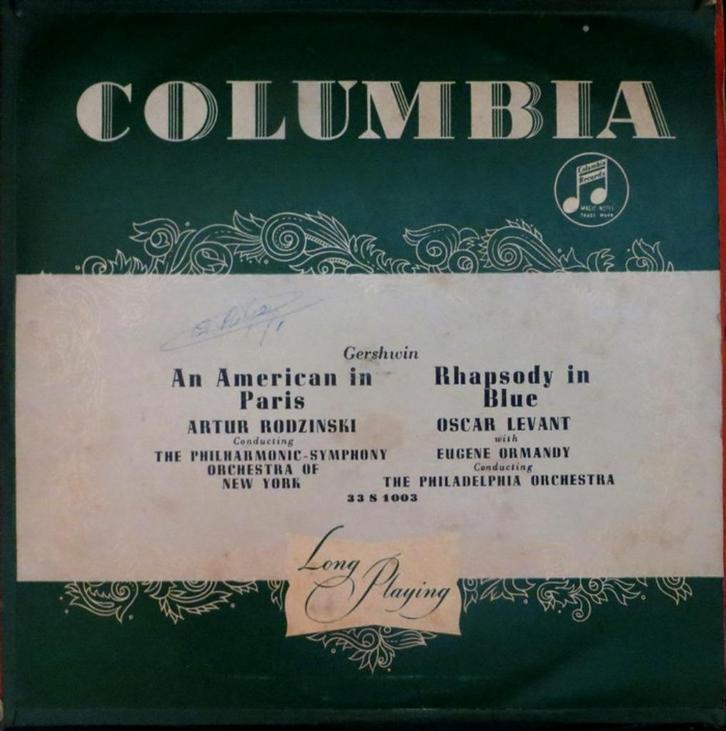 COLUMBIA
Columbia
Records
MAGIC NOTES
TRADE MARK
Gershwin
An American in
Paris
ARTUR RODZINSKI
Conducting
THE PHILHARMONIC-SYMPHONY
ORCHESTRA OF
NEW YORK
Rhapsody in
Blue
OSCAR LEVANT
with
EUGENE ORMANDY
Conducting
THE PHILADELPHIA ORCHESTRA
33 S 1003
Long
Playing